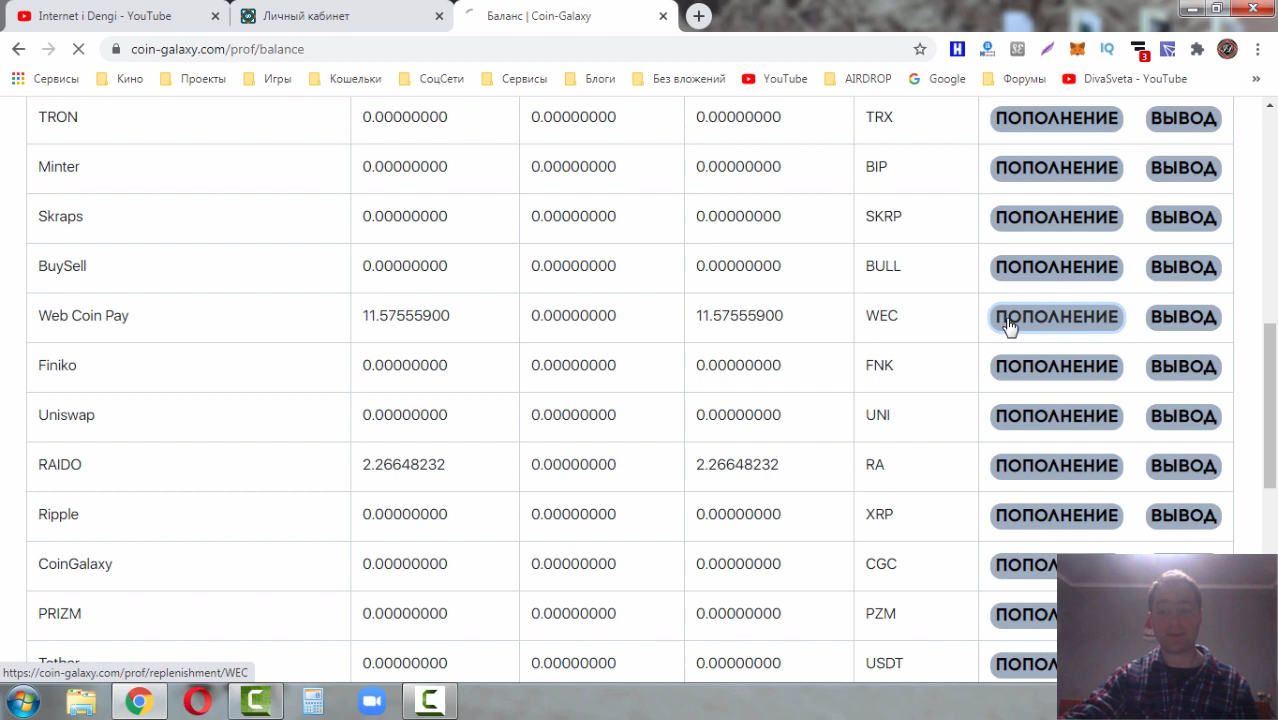 Internet i Dengi - YouTube
Личный кабинет
Баланс | Coin-Galaxy
coin-galaxy.com/prof/balance
3
Сервисы Кино Проекты Игры Кошельки СоцСети Сервисы Блоги Без вложений YouTube AIRDROP Google Форумы DivaSveta - YouTube »
TRON 0.00000000 0.00000000 0.00000000 TRX ПОПОЛНЕНИЕ ВЫВОД
Minter 0.00000000 0.00000000 0.00000000 BIP ПОПОЛНЕНИЕ ВЫВОД
Skraps 0.00000000 0.00000000 0.00000000 SKRP ПОПОЛНЕНИЕ ВЫВОД
BuySell 0.00000000 0.00000000 0.00000000 BULL ПОПОЛНЕНИЕ ВЫВОД
Web Coin Pay 11.57555900 0.00000000 11.57555900 WEC ПОПОЛНЕНИЕ ВЫВОД
Finiko 0.00000000 0.00000000 0.00000000 FNK ПОПОЛНЕНИЕ ВЫВОД
Uniswap 0.00000000 0.00000000 0.00000000 UNI ПОПОЛНЕНИЕ ВЫВОД
RAIDO 2.26648232 0.00000000 2.26648232 RA ПОПОЛНЕНИЕ ВЫВОД
Ripple 0.00000000 0.00000000 0.00000000 XRP ПОПОЛНЕНИЕ ВЫВОД
CoinGalaxy 0.00000000 0.00000000 0.00000000 CGC ПОПОЛ
PRIZM 0.00000000 0.00000000 0.00000000 PZM ПОПОЛ
Tether 0.00000000 0.00000000 0.00000000 USDT ПОПОЛ
https://coin-galaxy.com/prof/replenishment/WEC